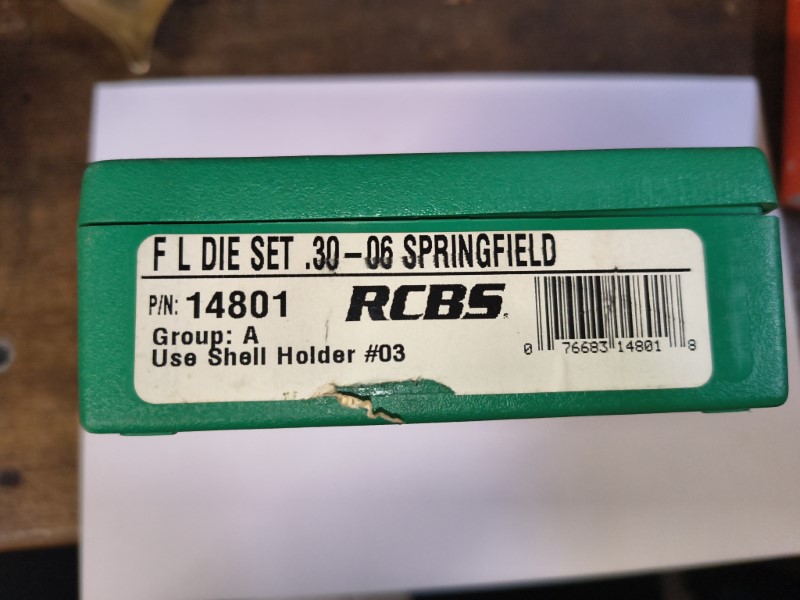 F L DIE SET .30-06 SPRINGFIELD
P/N: 14801 RCBS.
Group: A
Use Shell Holder #03
0 76683 14801 8